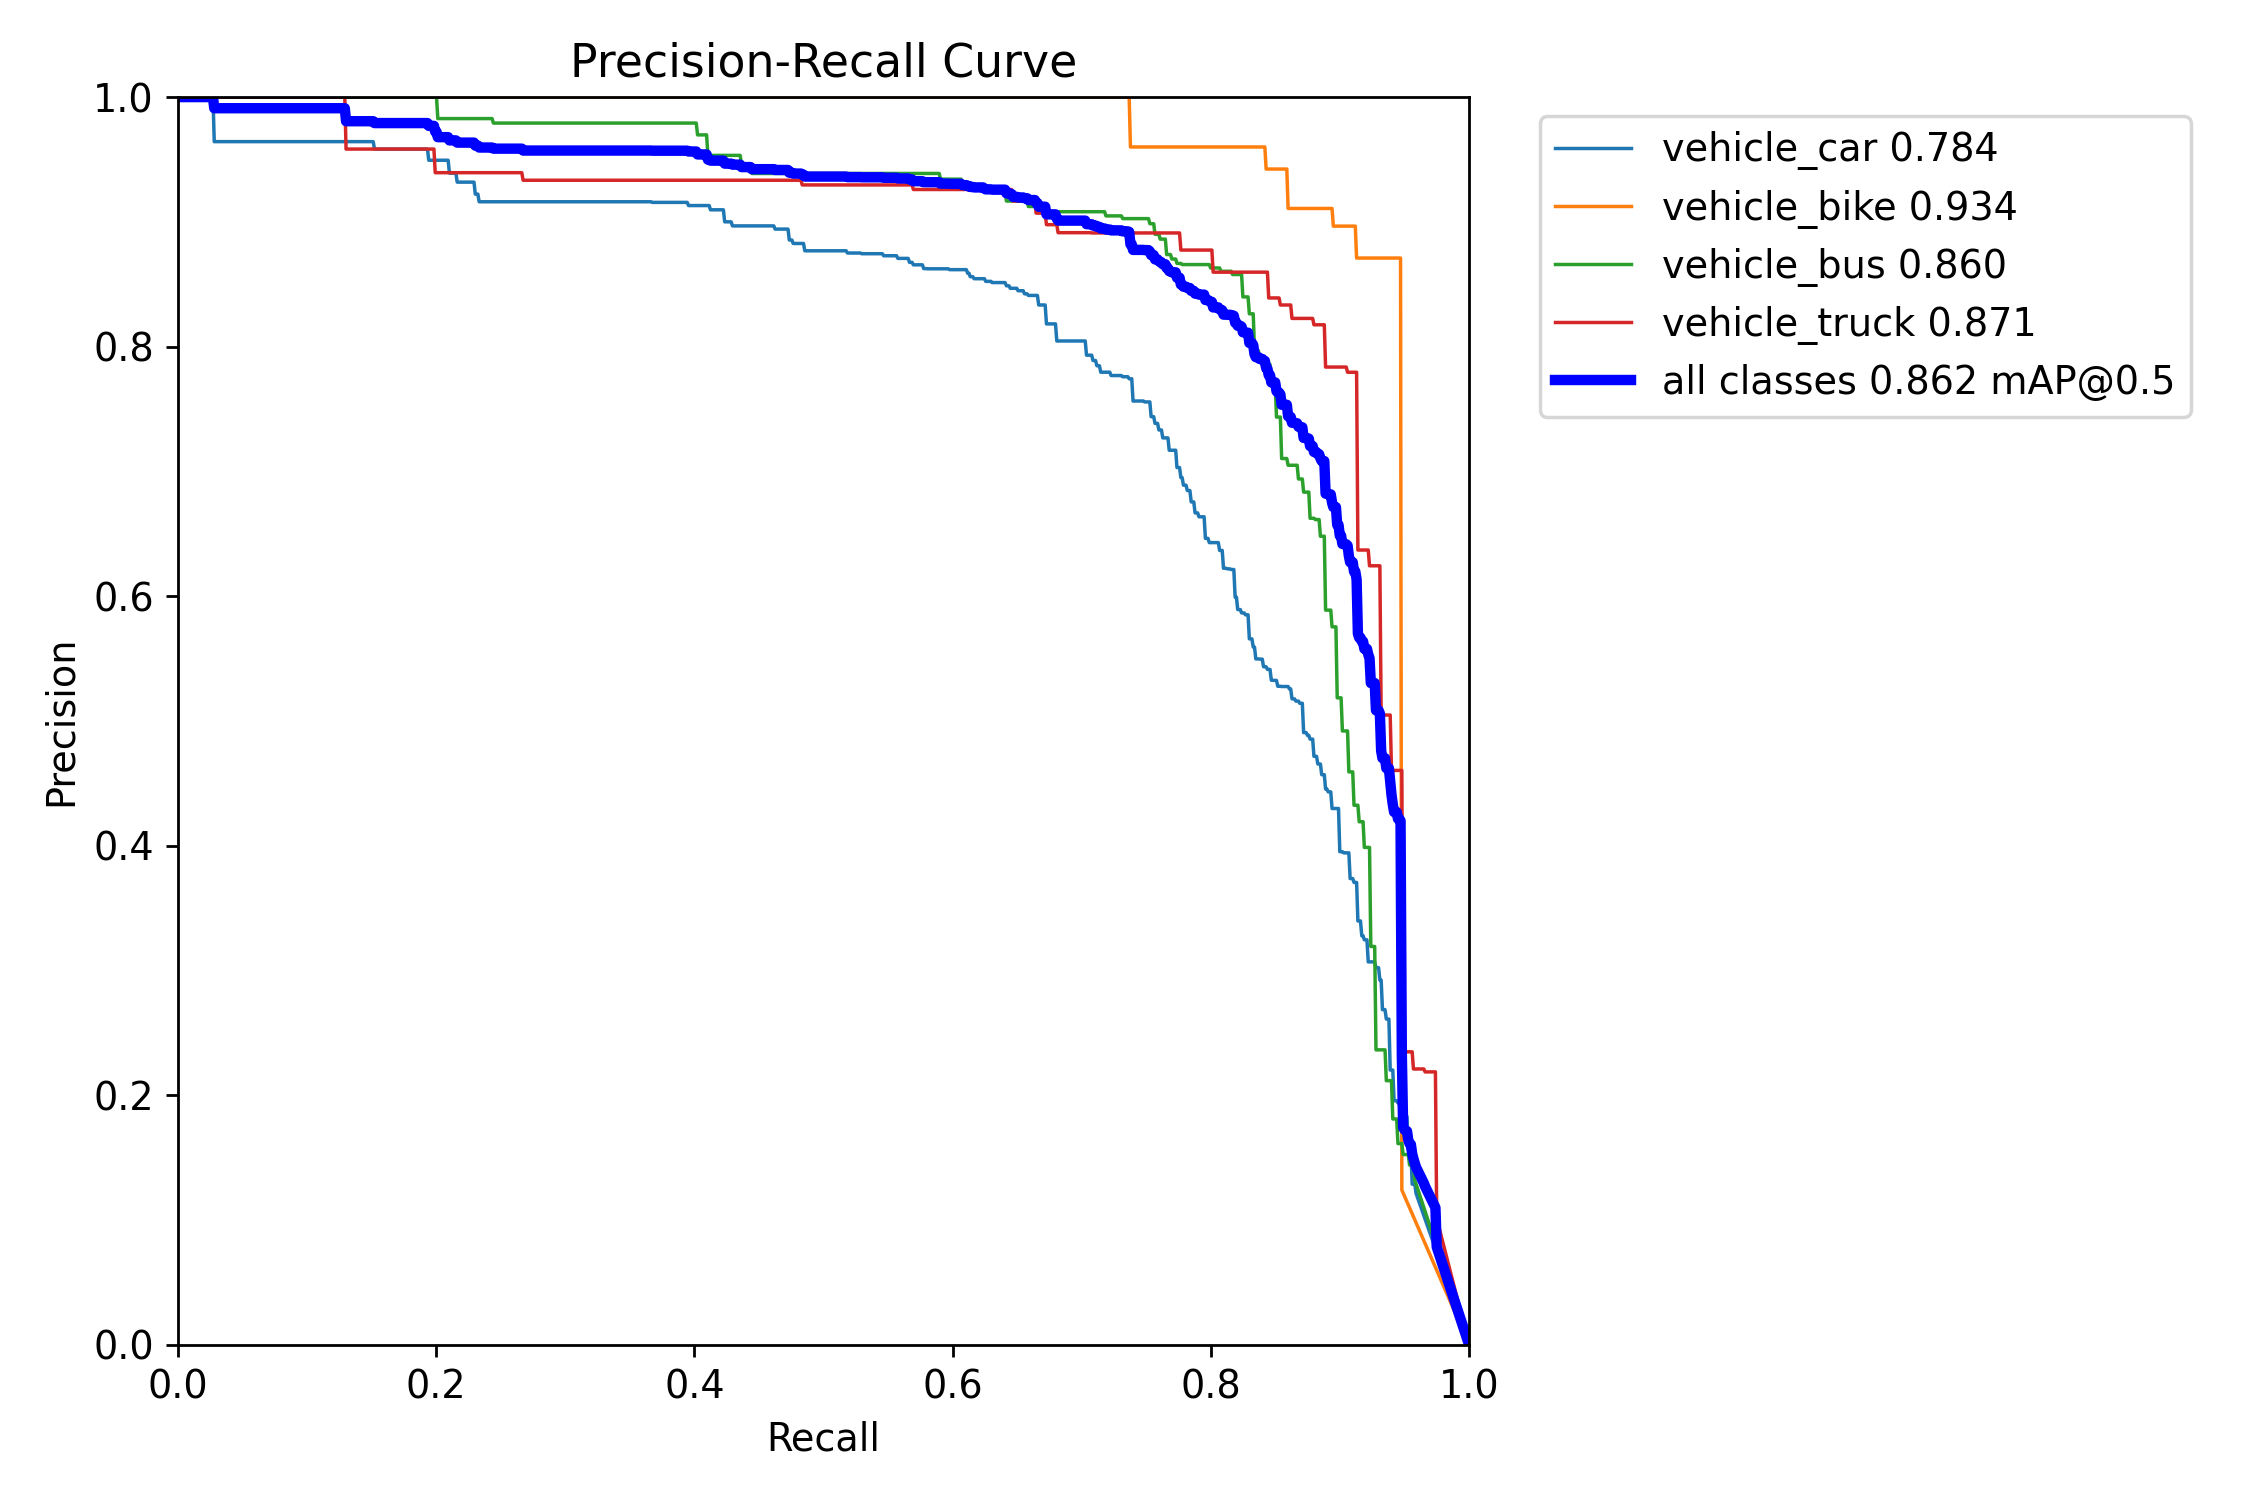 Precision-Recall Curve
1.0
0.8
0.6
0.4
0.2
0.0
Precision
0.0 0.2 0.4 0.6 0.8 1.0
Recall
vehicle_car 0.784
vehicle_bike 0.934
vehicle_bus 0.860
vehicle_truck 0.871
all classes 0.862 mAP@0.5